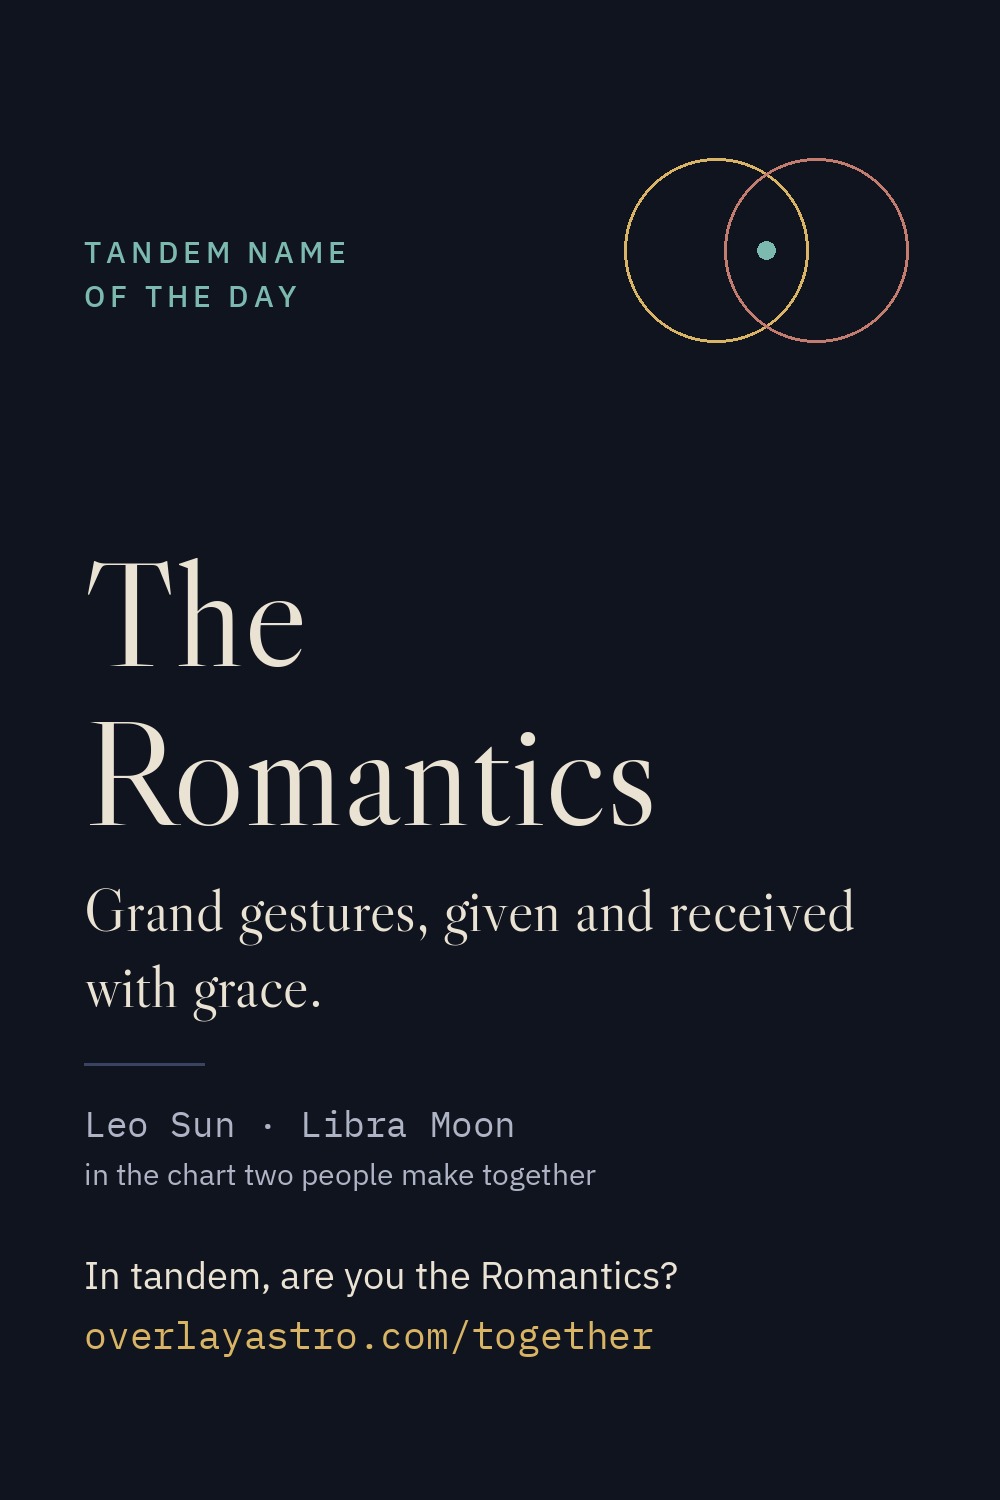 TANDEM NAME
OF THE DAY
The
Romantics
Grand gestures, given and received
with grace.
Leo Sun · Libra Moon
in the chart two people make together
In tandem, are you the Romantics?
overlayastro.com/together